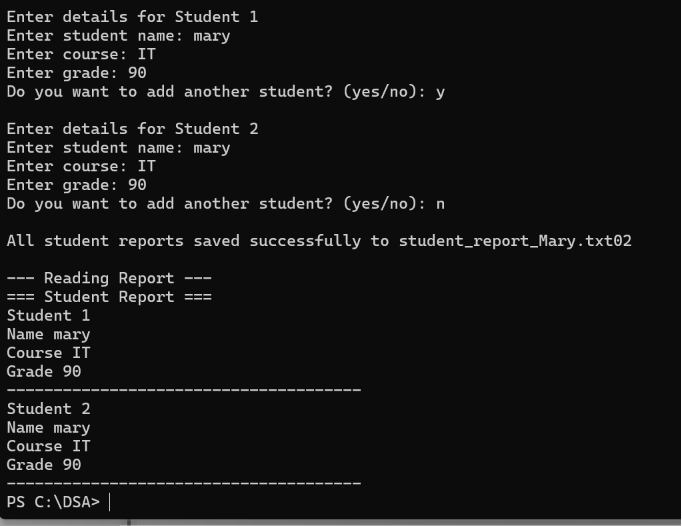 Enter details for Student 1
Enter student name: mary
Enter course: IT
Enter grade: 90
Do you want to add another student? (yes/no): y
Enter details for Student 2
Enter student name: mary
Enter course: IT
Enter grade: 90
Do you want to add another student? (yes/no): n
All student reports saved successfully to student_report_Mary.txt02
--- Reading Report ---
=== Student Report ===
Student 1
Name mary
Course IT
Grade 90
--------------------------------------
Student 2
Name mary
Course IT
Grade 90
--------------------------------------
PS C:\DSA>